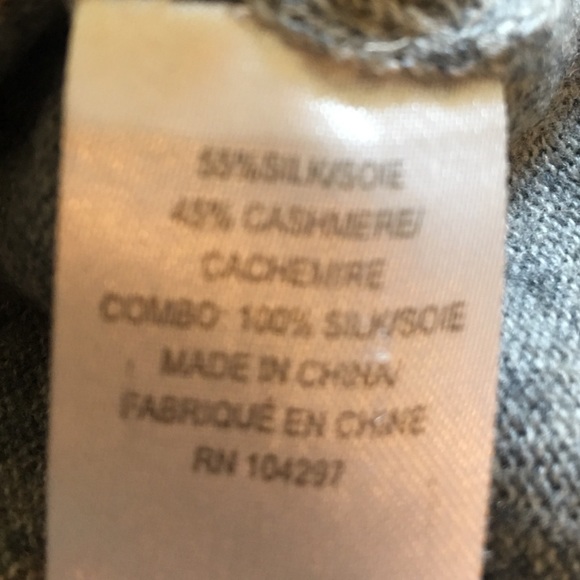 55% SILK/SOIE
45% CASHMERE/
CACHEMIRE
COMBO: 100% SILK/SOIE
MADE IN CHINA/
FABRIQUÉ EN CHINE
RN 104297